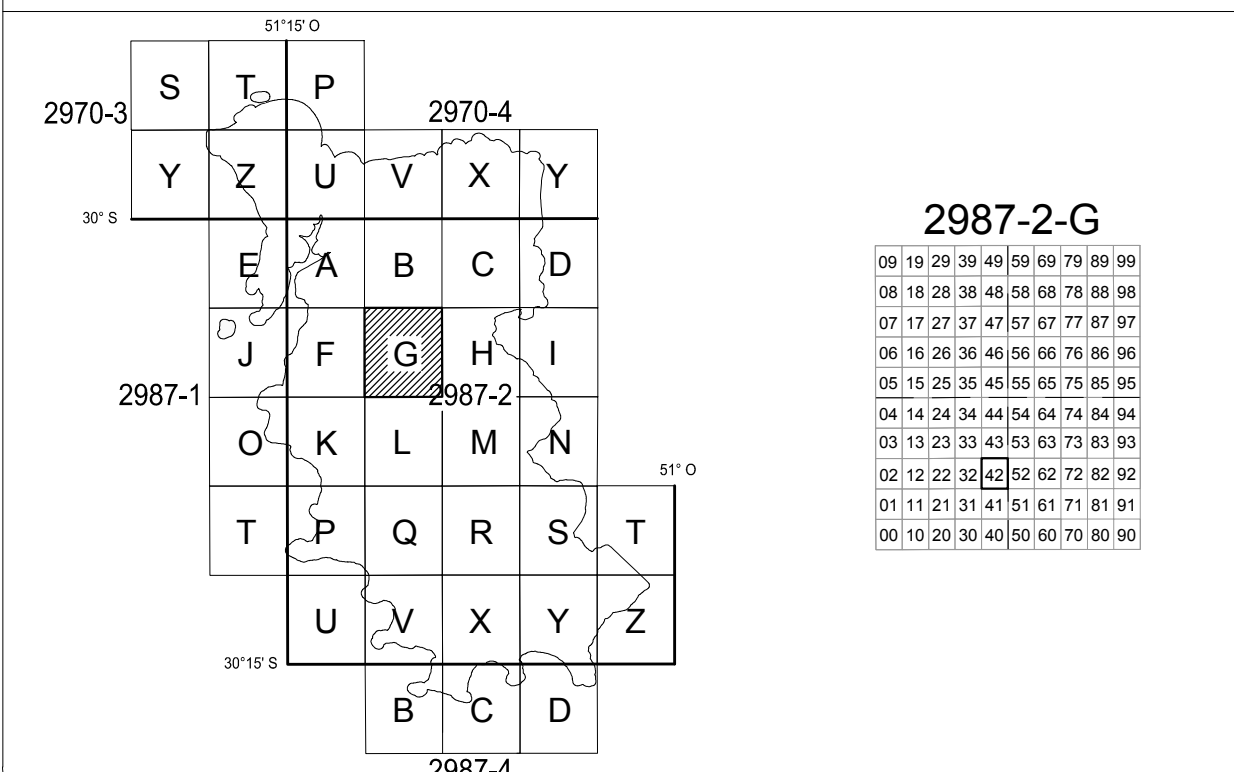 51°15' O
S T P
2970-3 2970-4
Y Z U V X Y
30° S
E A B C D
J F G H I
2987-1 2987-2
O K L M N
51° O
T P Q R S T
U V X Y Z
30°15' S
B C D
2987-4
2987-2-G
09 19 29 39 49 59 69 79 89 99
08 18 28 38 48 58 68 78 88 98
07 17 27 37 47 57 67 77 87 97
06 16 26 36 46 56 66 76 86 96
05 15 25 35 45 55 65 75 85 95
04 14 24 34 44 54 64 74 84 94
03 13 23 33 43 53 63 73 83 93
02 12 22 32 42 52 62 72 82 92
01 11 21 31 41 51 61 71 81 91
00 10 20 30 40 50 60 70 80 90